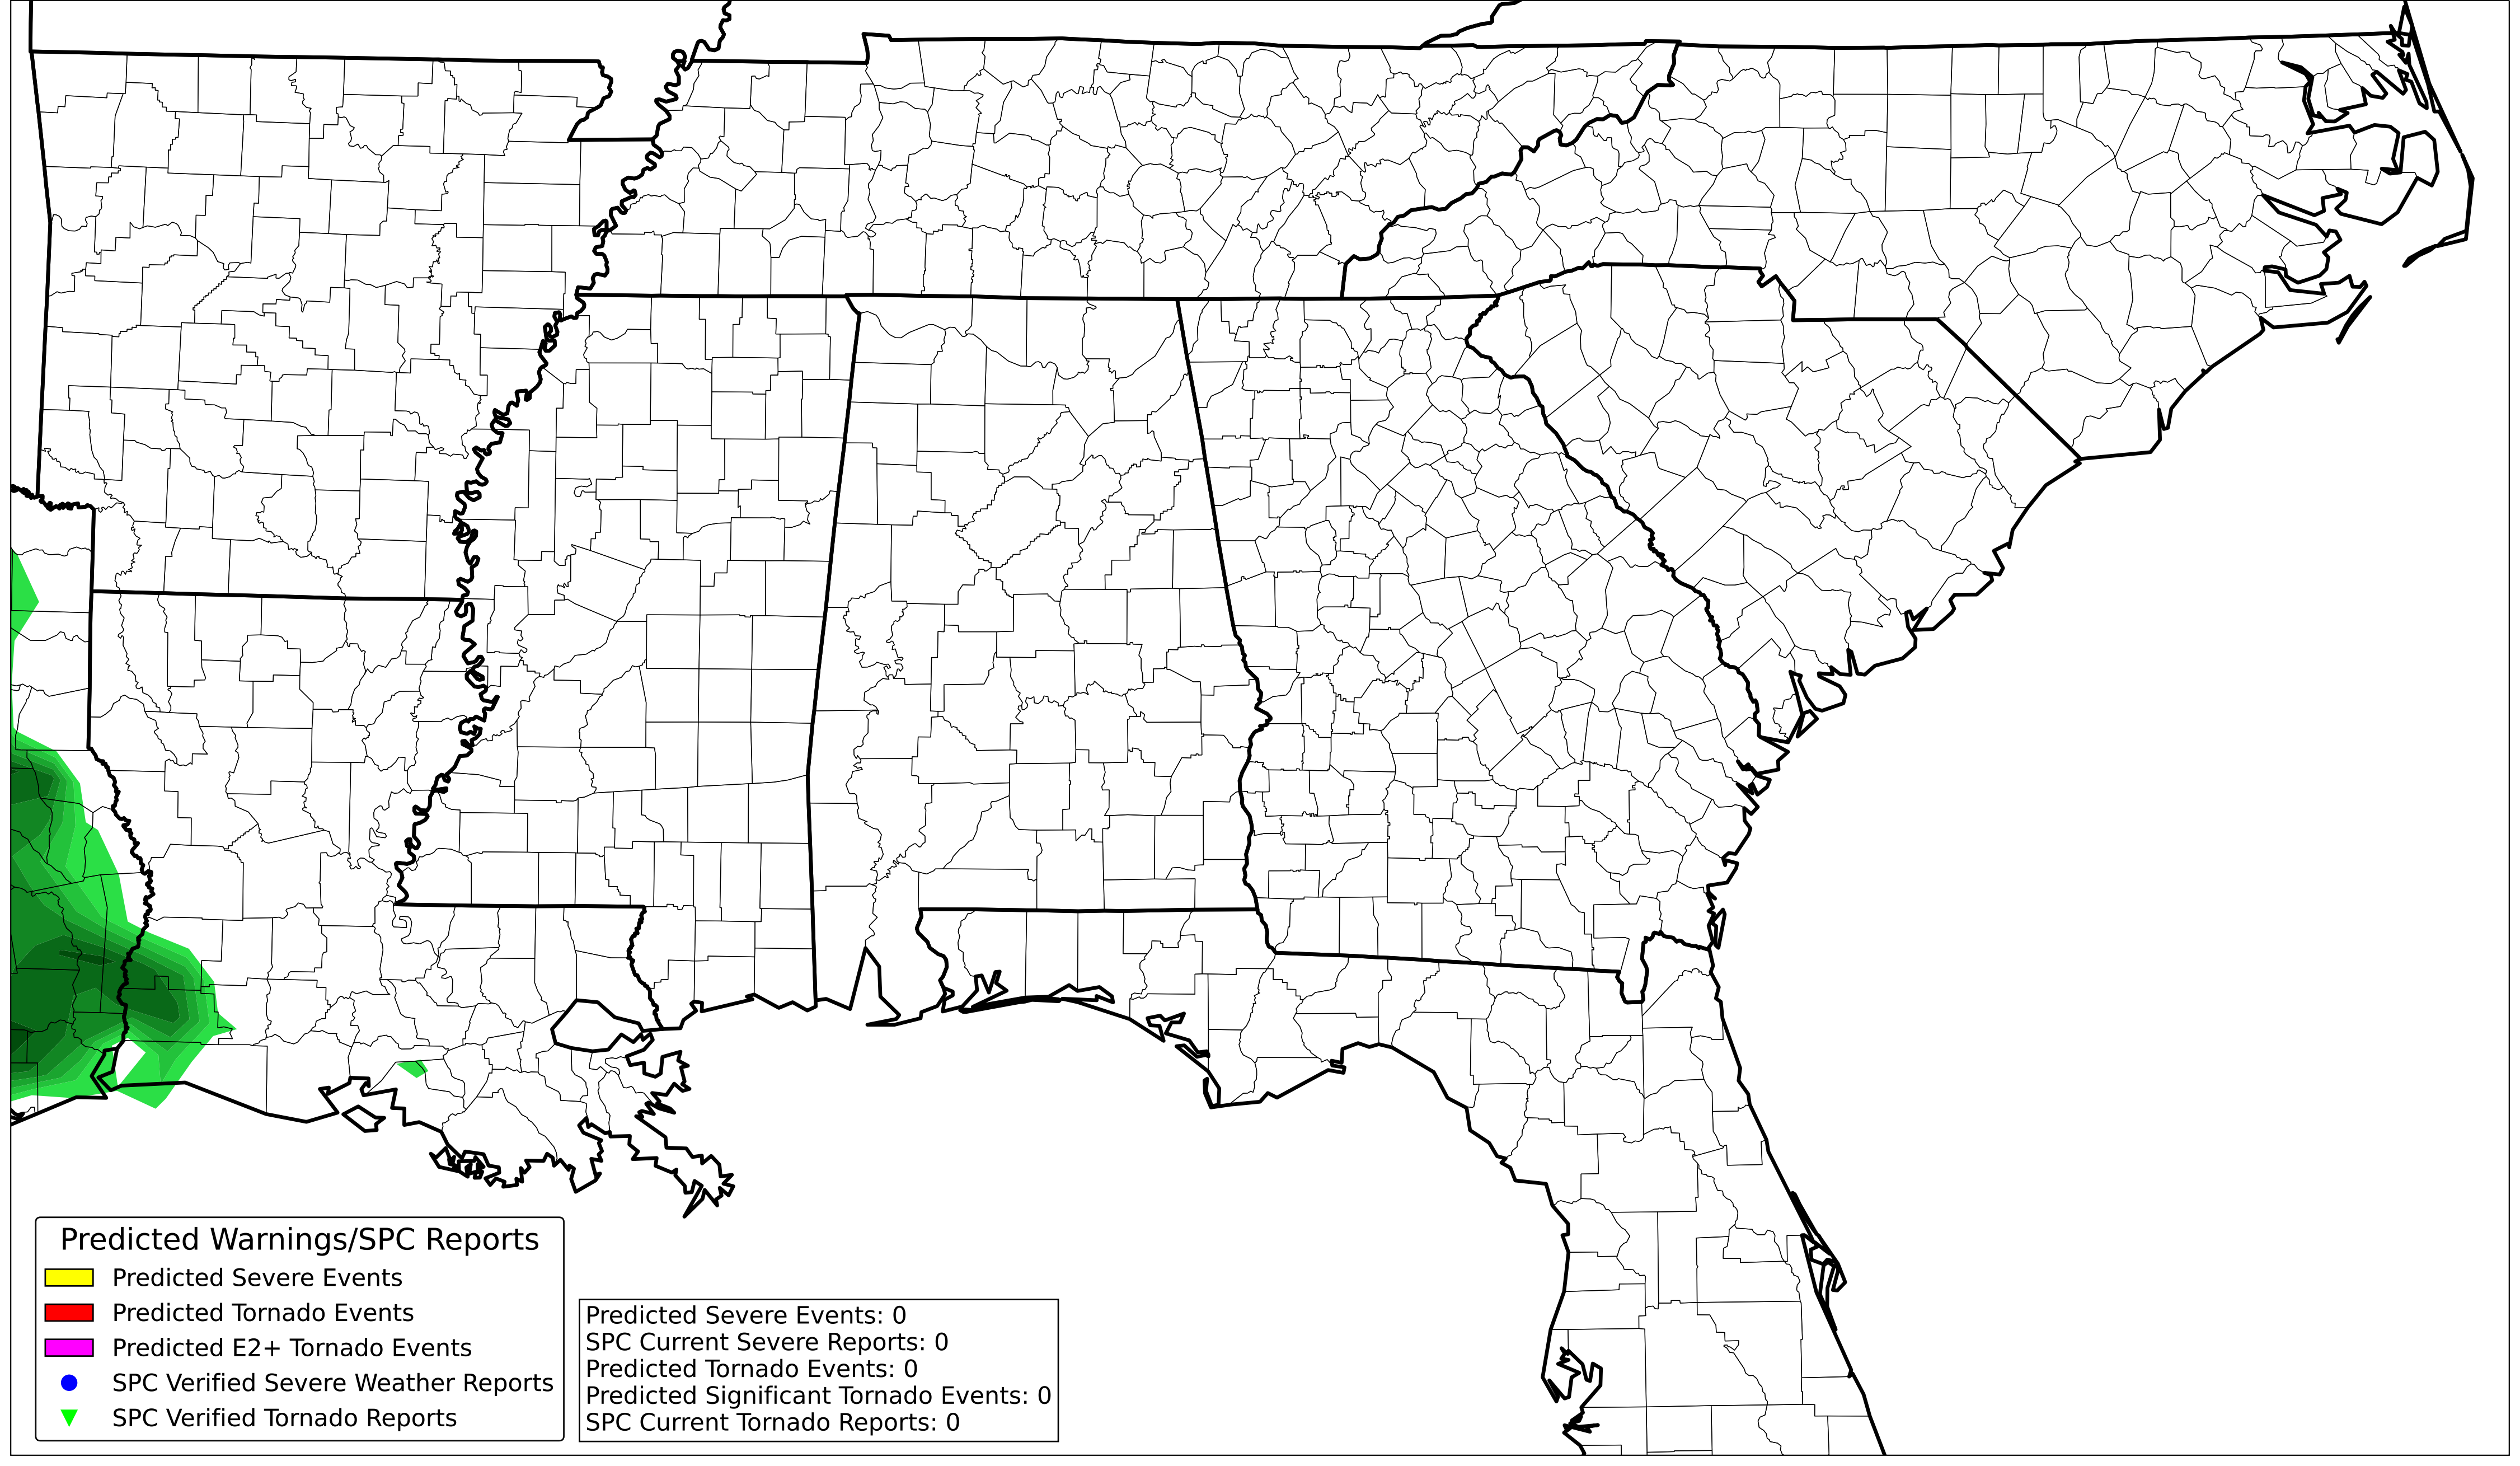 Predicted Warnings/SPC Reports
Predicted Severe Events
Predicted Tornado Events
Predicted E2+ Tornado Events
SPC Verified Severe Weather Reports
SPC Verified Tornado Reports
Predicted Severe Events: 0
SPC Current Severe Reports: 0
Predicted Tornado Events: 0
Predicted Significant Tornado Events: 0
SPC Current Tornado Reports: 0